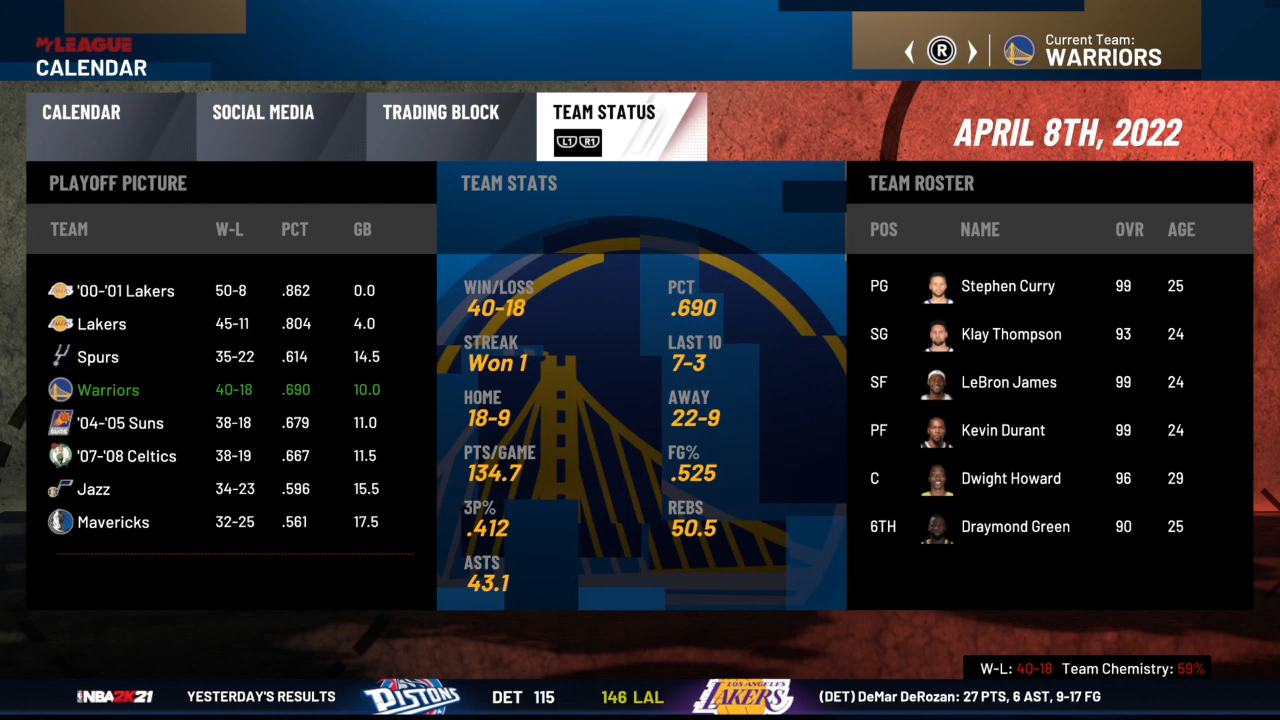 MyLEAGUE
CALENDAR
R
Current Team:
WARRIORS
CALENDAR
SOCIAL MEDIA
TRADING BLOCK
TEAM STATUS
L1 R1
APRIL 8TH, 2022
PLAYOFF PICTURE
TEAM W-L PCT GB
'00-'01 Lakers 50-8 .862 0.0
Lakers 45-11 .804 4.0
Spurs 35-22 .614 14.5
Warriors 40-18 .690 10.0
'04-'05 Suns 38-18 .679 11.0
'07-'08 Celtics 38-19 .667 11.5
Jazz 34-23 .596 15.5
Mavericks 32-25 .561 17.5
TEAM STATS
WIN/LOSS PCT
40-18 .690
STREAK LAST 10
Won 1 7-3
HOME AWAY
18-9 22-9
PTS/GAME FG%
134.7 .525
3P% REBS
.412 50.5
ASTS
43.1
TEAM ROSTER
POS NAME OVR AGE
PG Stephen Curry 99 25
SG Klay Thompson 93 24
SF LeBron James 99 24
PF Kevin Durant 99 24
C Dwight Howard 96 29
6TH Draymond Green 90 25
W-L: 40-18 Team Chemistry: 59%
NBA2K21 YESTERDAY'S RESULTS PISTONS DET 115 146 LAL LOS ANGELES LAKERS (DET) DeMar DeRozan: 27 PTS, 6 AST, 9-17 FG